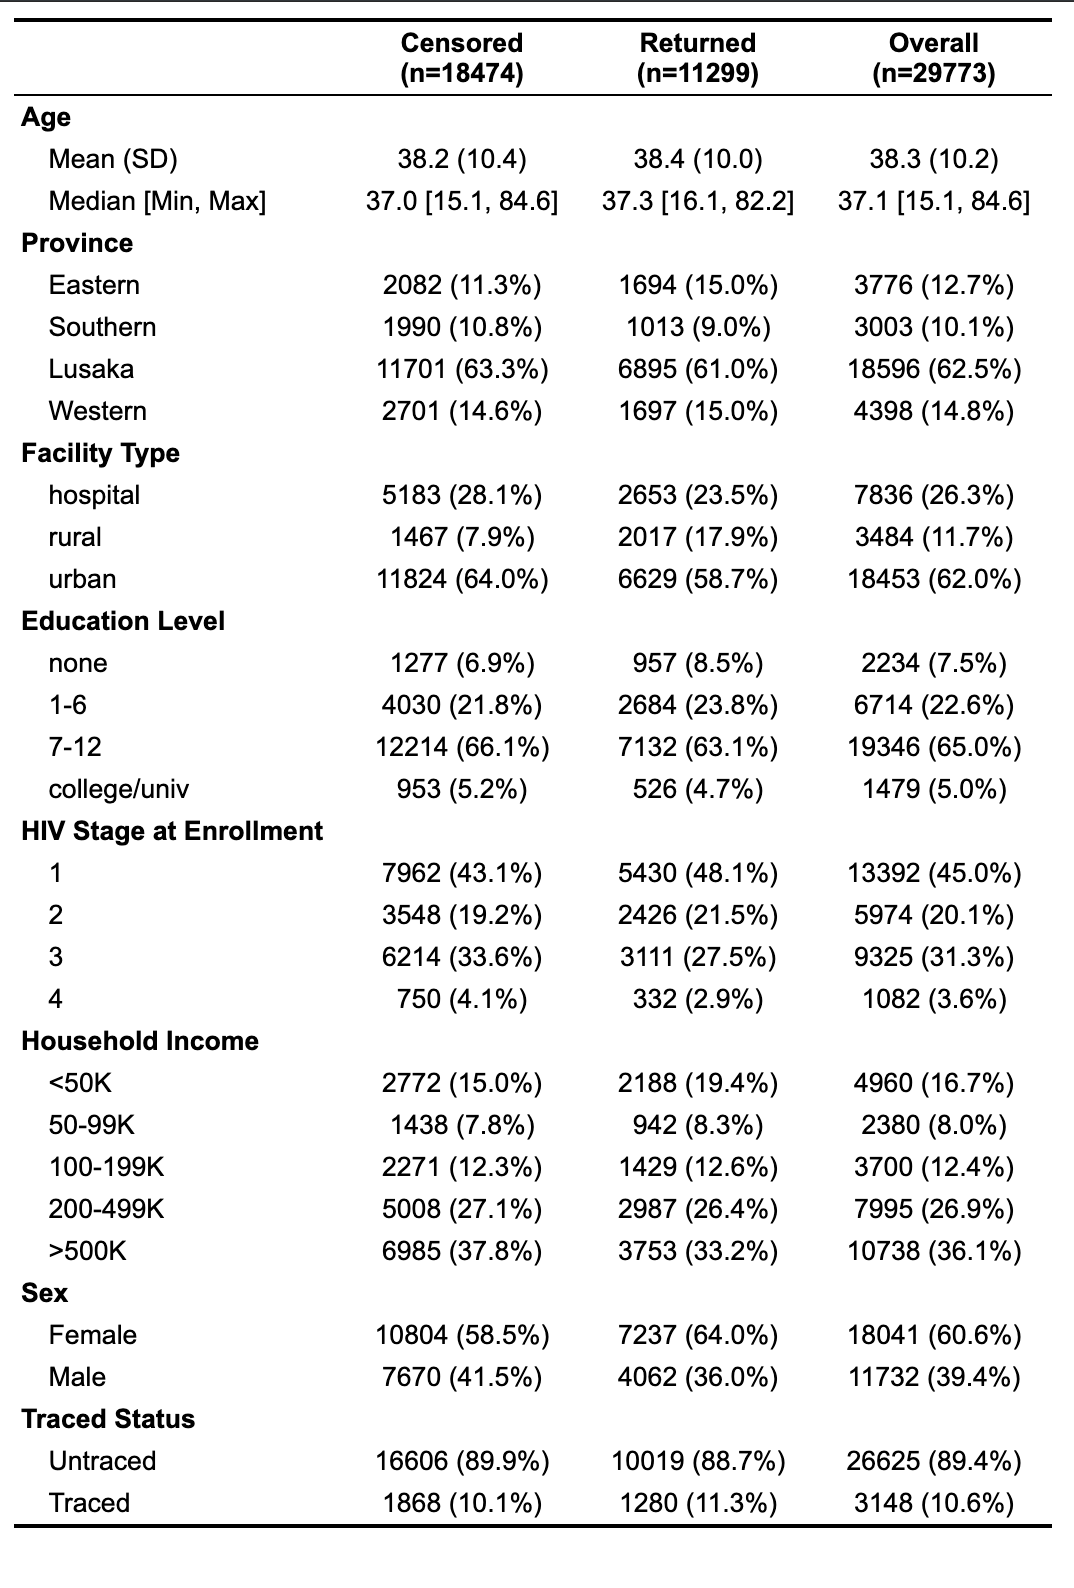 Censored Returned Overall
(n=18474) (n=11299) (n=29773)
Age
Mean (SD) 38.2 (10.4) 38.4 (10.0) 38.3 (10.2)
Median [Min, Max] 37.0 [15.1, 84.6] 37.3 [16.1, 82.2] 37.1 [15.1, 84.6]
Province
Eastern 2082 (11.3%) 1694 (15.0%) 3776 (12.7%)
Southern 1990 (10.8%) 1013 (9.0%) 3003 (10.1%)
Lusaka 11701 (63.3%) 6895 (61.0%) 18596 (62.5%)
Western 2701 (14.6%) 1697 (15.0%) 4398 (14.8%)
Facility Type
hospital 5183 (28.1%) 2653 (23.5%) 7836 (26.3%)
rural 1467 (7.9%) 2017 (17.9%) 3484 (11.7%)
urban 11824 (64.0%) 6629 (58.7%) 18453 (62.0%)
Education Level
none 1277 (6.9%) 957 (8.5%) 2234 (7.5%)
1-6 4030 (21.8%) 2684 (23.8%) 6714 (22.6%)
7-12 12214 (66.1%) 7132 (63.1%) 19346 (65.0%)
college/univ 953 (5.2%) 526 (4.7%) 1479 (5.0%)
HIV Stage at Enrollment
1 7962 (43.1%) 5430 (48.1%) 13392 (45.0%)
2 3548 (19.2%) 2426 (21.5%) 5974 (20.1%)
3 6214 (33.6%) 3111 (27.5%) 9325 (31.3%)
4 750 (4.1%) 332 (2.9%) 1082 (3.6%)
Household Income
<50K 2772 (15.0%) 2188 (19.4%) 4960 (16.7%)
50-99K 1438 (7.8%) 942 (8.3%) 2380 (8.0%)
100-199K 2271 (12.3%) 1429 (12.6%) 3700 (12.4%)
200-499K 5008 (27.1%) 2987 (26.4%) 7995 (26.9%)
>500K 6985 (37.8%) 3753 (33.2%) 10738 (36.1%)
Sex
Female 10804 (58.5%) 7237 (64.0%) 18041 (60.6%)
Male 7670 (41.5%) 4062 (36.0%) 11732 (39.4%)
Traced Status
Untraced 16606 (89.9%) 10019 (88.7%) 26625 (89.4%)
Traced 1868 (10.1%) 1280 (11.3%) 3148 (10.6%)